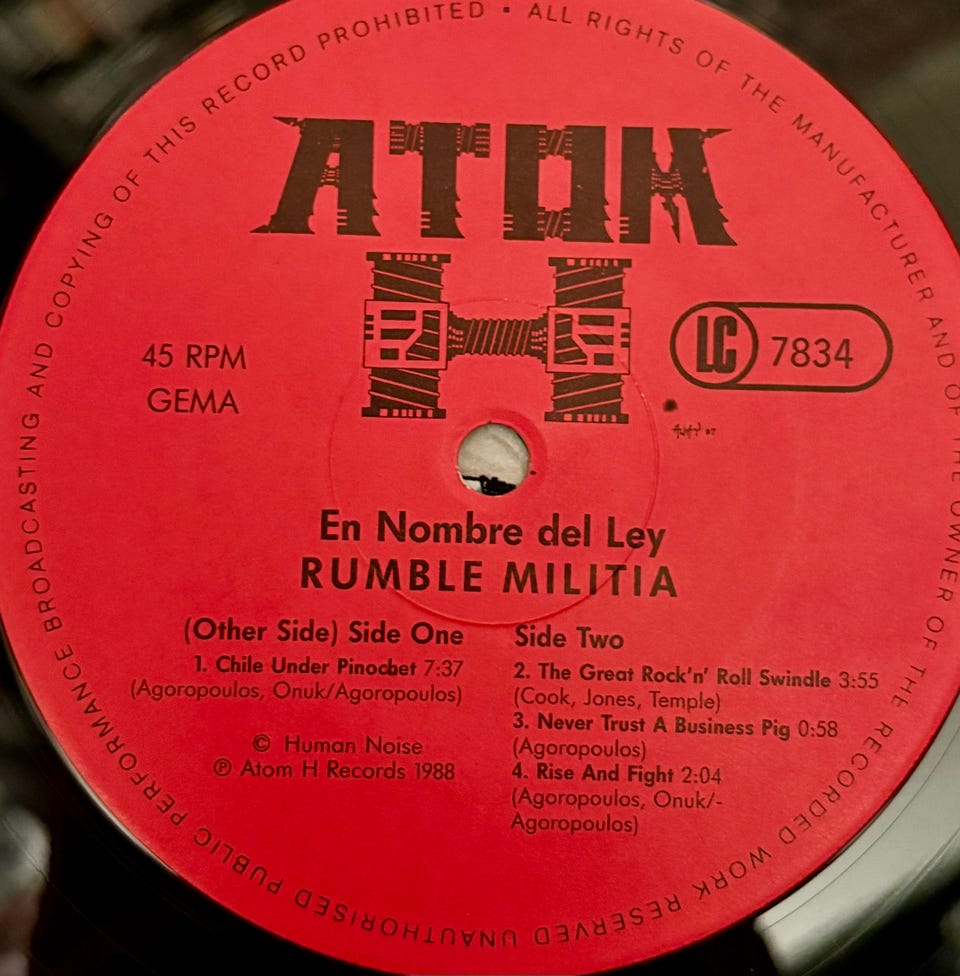 ALL RIGHTS OF THE MANUFACTURER AND OF THE OWNER OF THE RECORDED WORK RESERVED UNAUTHORISED PUBLIC PERFORMANCE BROADCASTING AND COPYING OF THIS RECORD PROHIBITED ·
ATOM
H
45 RPM
GEMA
LC 7834
En Nombre del Ley
RUMBLE MILITIA
(Other Side) Side One
1. Chile Under Pinochet 7:37
(Agoropoulos, Onuk/Agoropoulos)
© Human Noise
℗ Atom H Records 1988
Side Two
2. The Great Rock'n' Roll Swindle 3:55
(Cook, Jones, Temple)
3. Never Trust A Business Pig 0:58
(Agoropoulos)
4. Rise And Fight 2:04
(Agoropoulos, Onuk/-
Agoropoulos)